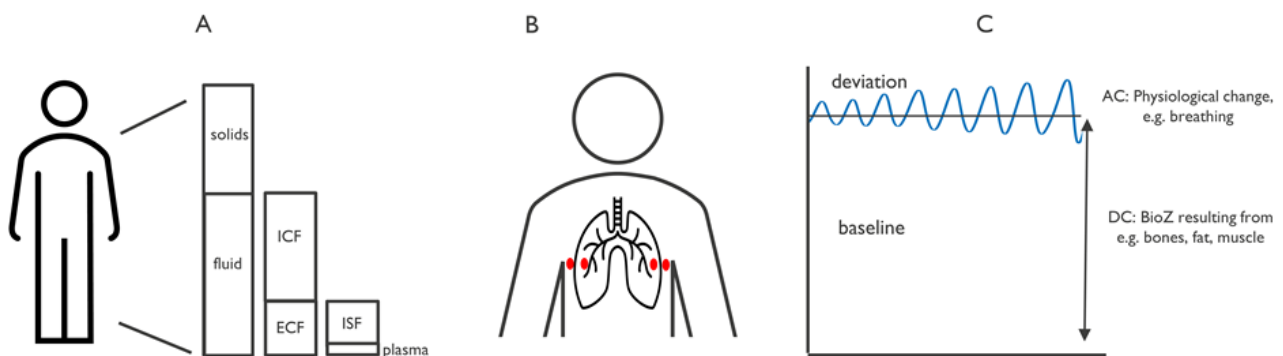 A
solids
fluid
ICF
ECF
ISF
plasma
B
C
deviation
baseline
AC: Physiological change,
e.g. breathing
DC: BioZ resulting from
e.g. bones, fat, muscle